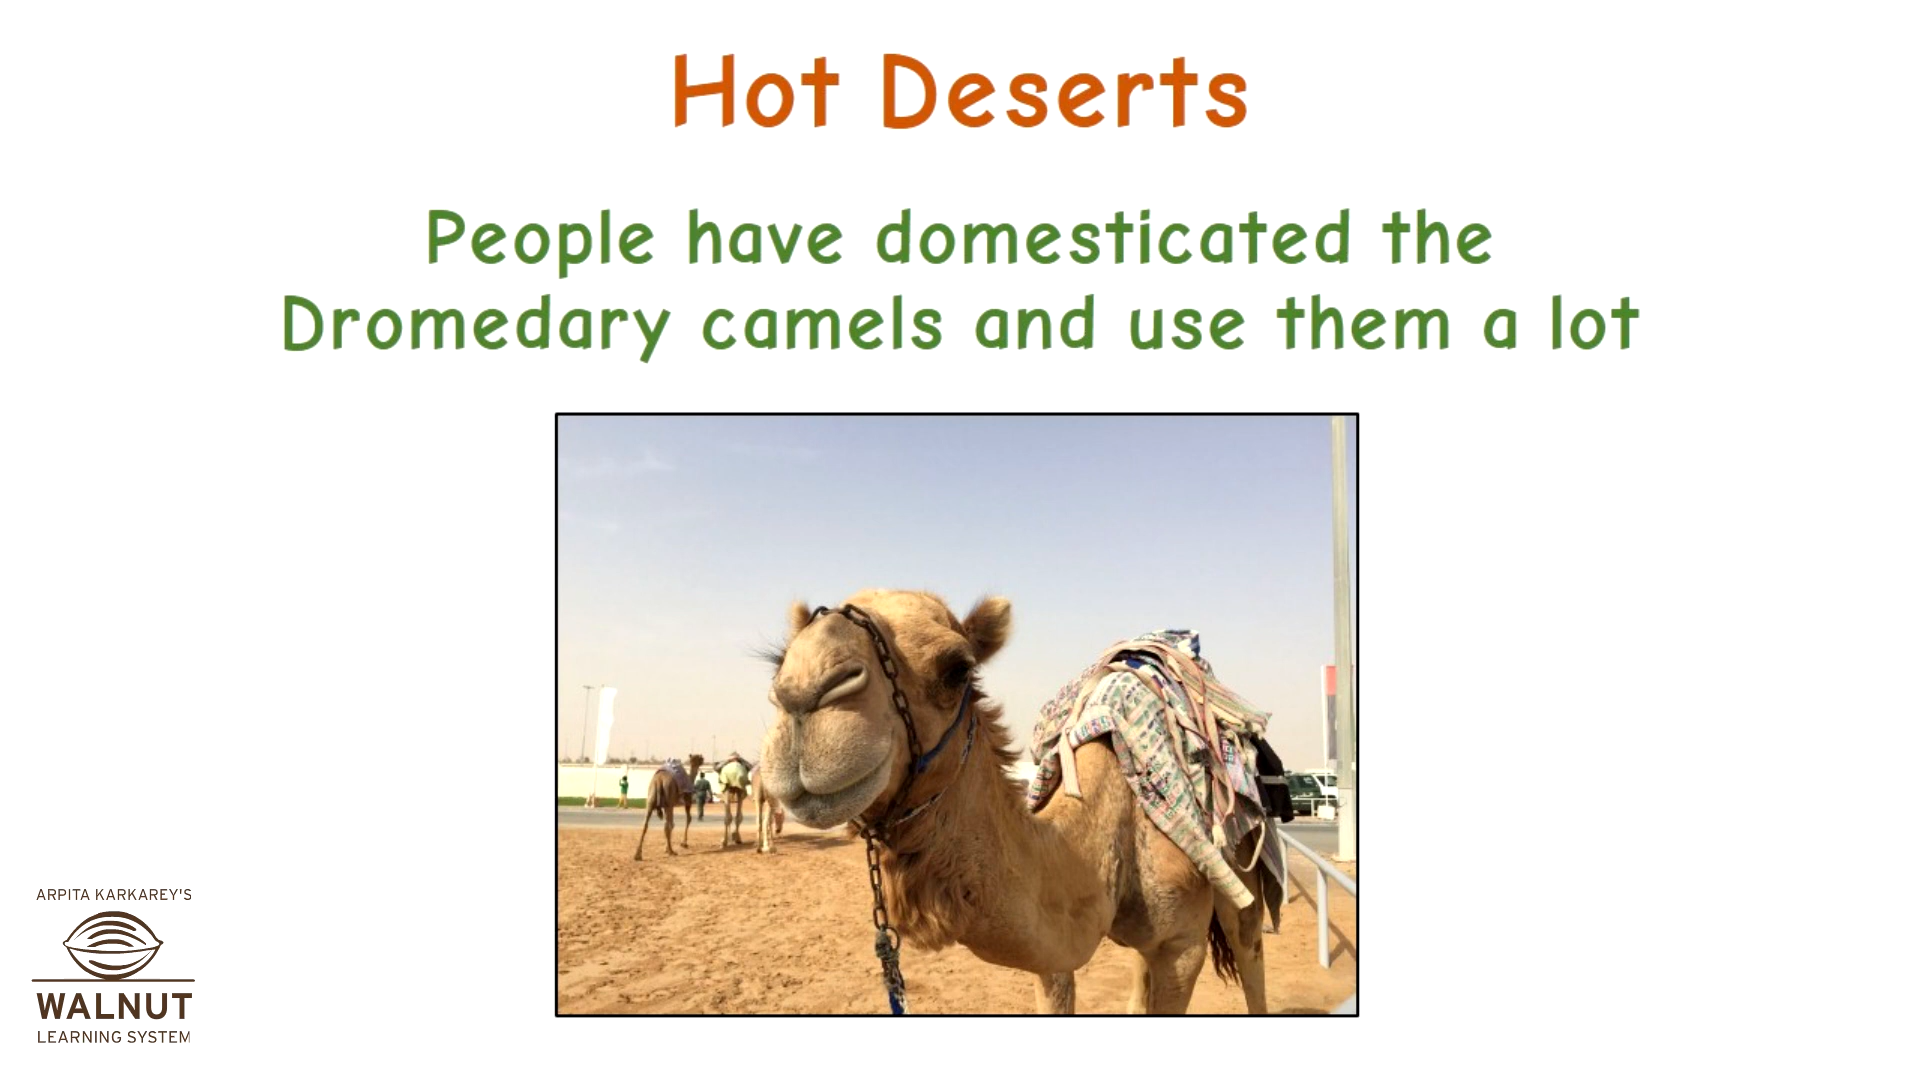 Hot Deserts
People have domesticated the
Dromedary camels and use them a lot
ARPITA KARKAREY'S
WALNUT
LEARNING SYSTEM